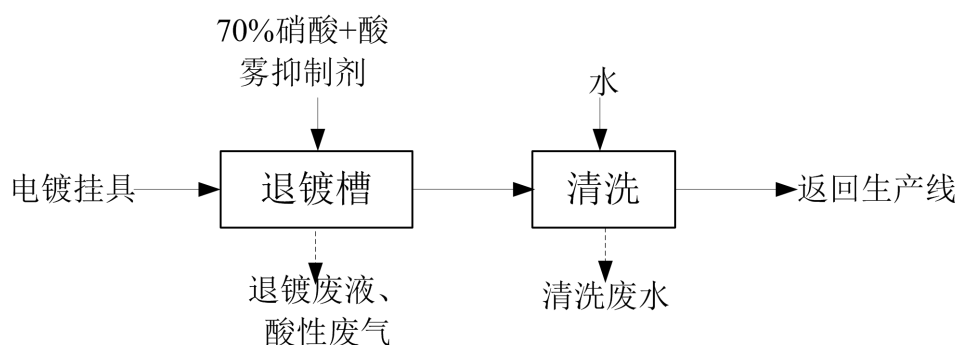 70%硝酸+酸
雾抑制剂
水
电镀挂具
退镀槽
清洗
返回生产线
退镀废液、
酸性废气
清洗废水